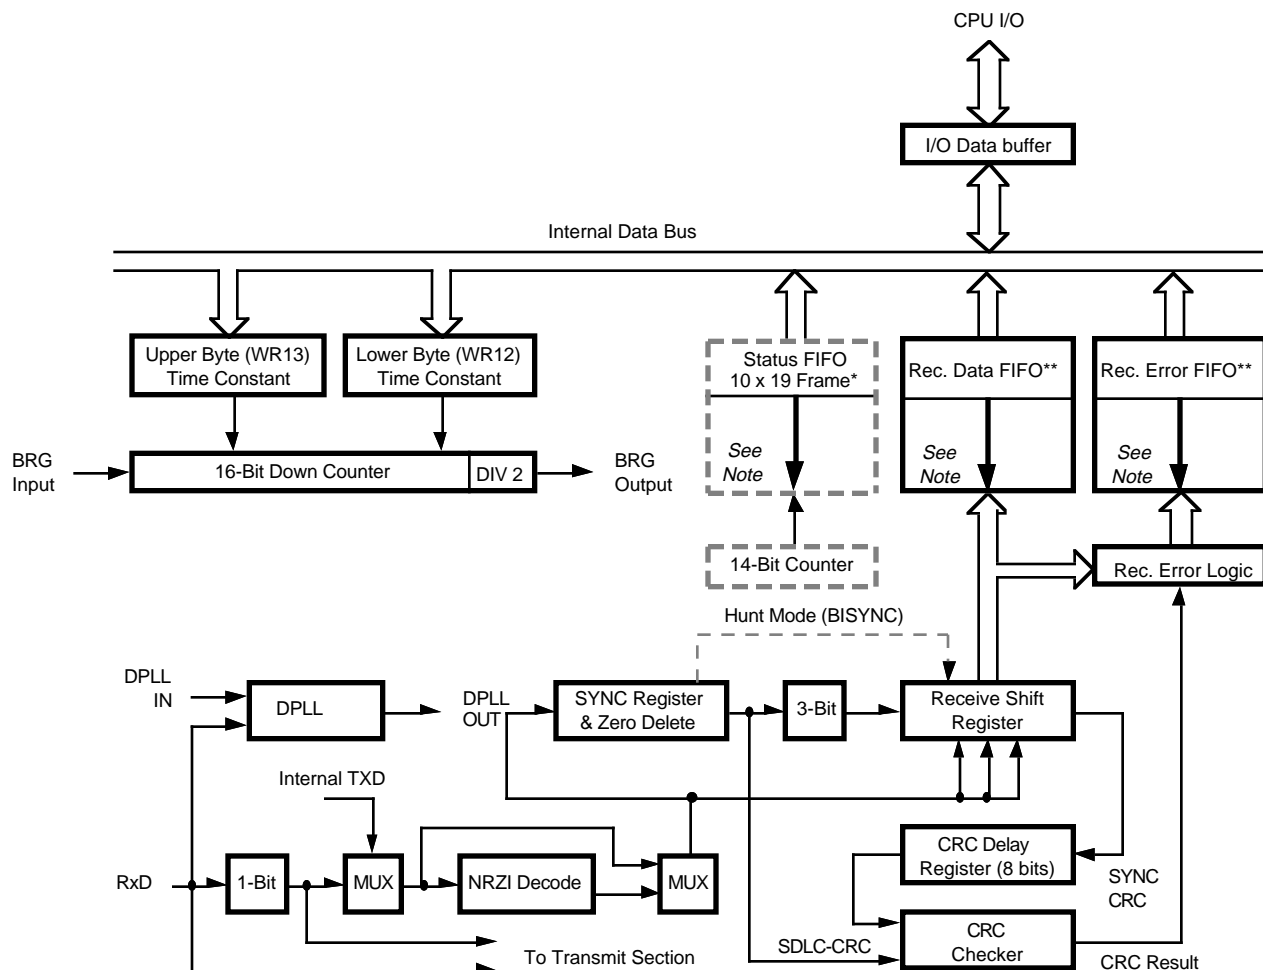 CPU I/O
I/O Data buffer
Internal Data Bus
Upper Byte (WR13)
Time Constant
Lower Byte (WR12)
Time Constant
Status FIFO
10 x 19 Frame*
See
Note
Rec. Data FIFO**
See
Note
Rec. Error FIFO**
See
Note
BRG
Input
16-Bit Down Counter
DIV 2
BRG
Output
14-Bit Counter
Rec. Error Logic
Hunt Mode (BISYNC)
DPLL
IN
DPLL
DPLL
OUT
SYNC Register
& Zero Delete
3-Bit
Receive Shift
Register
Internal TXD
RxD
1-Bit
MUX
NRZI Decode
MUX
CRC Delay
Register (8 bits)
SYNC
CRC
To Transmit Section
SDLC-CRC
CRC
Checker
CRC Result